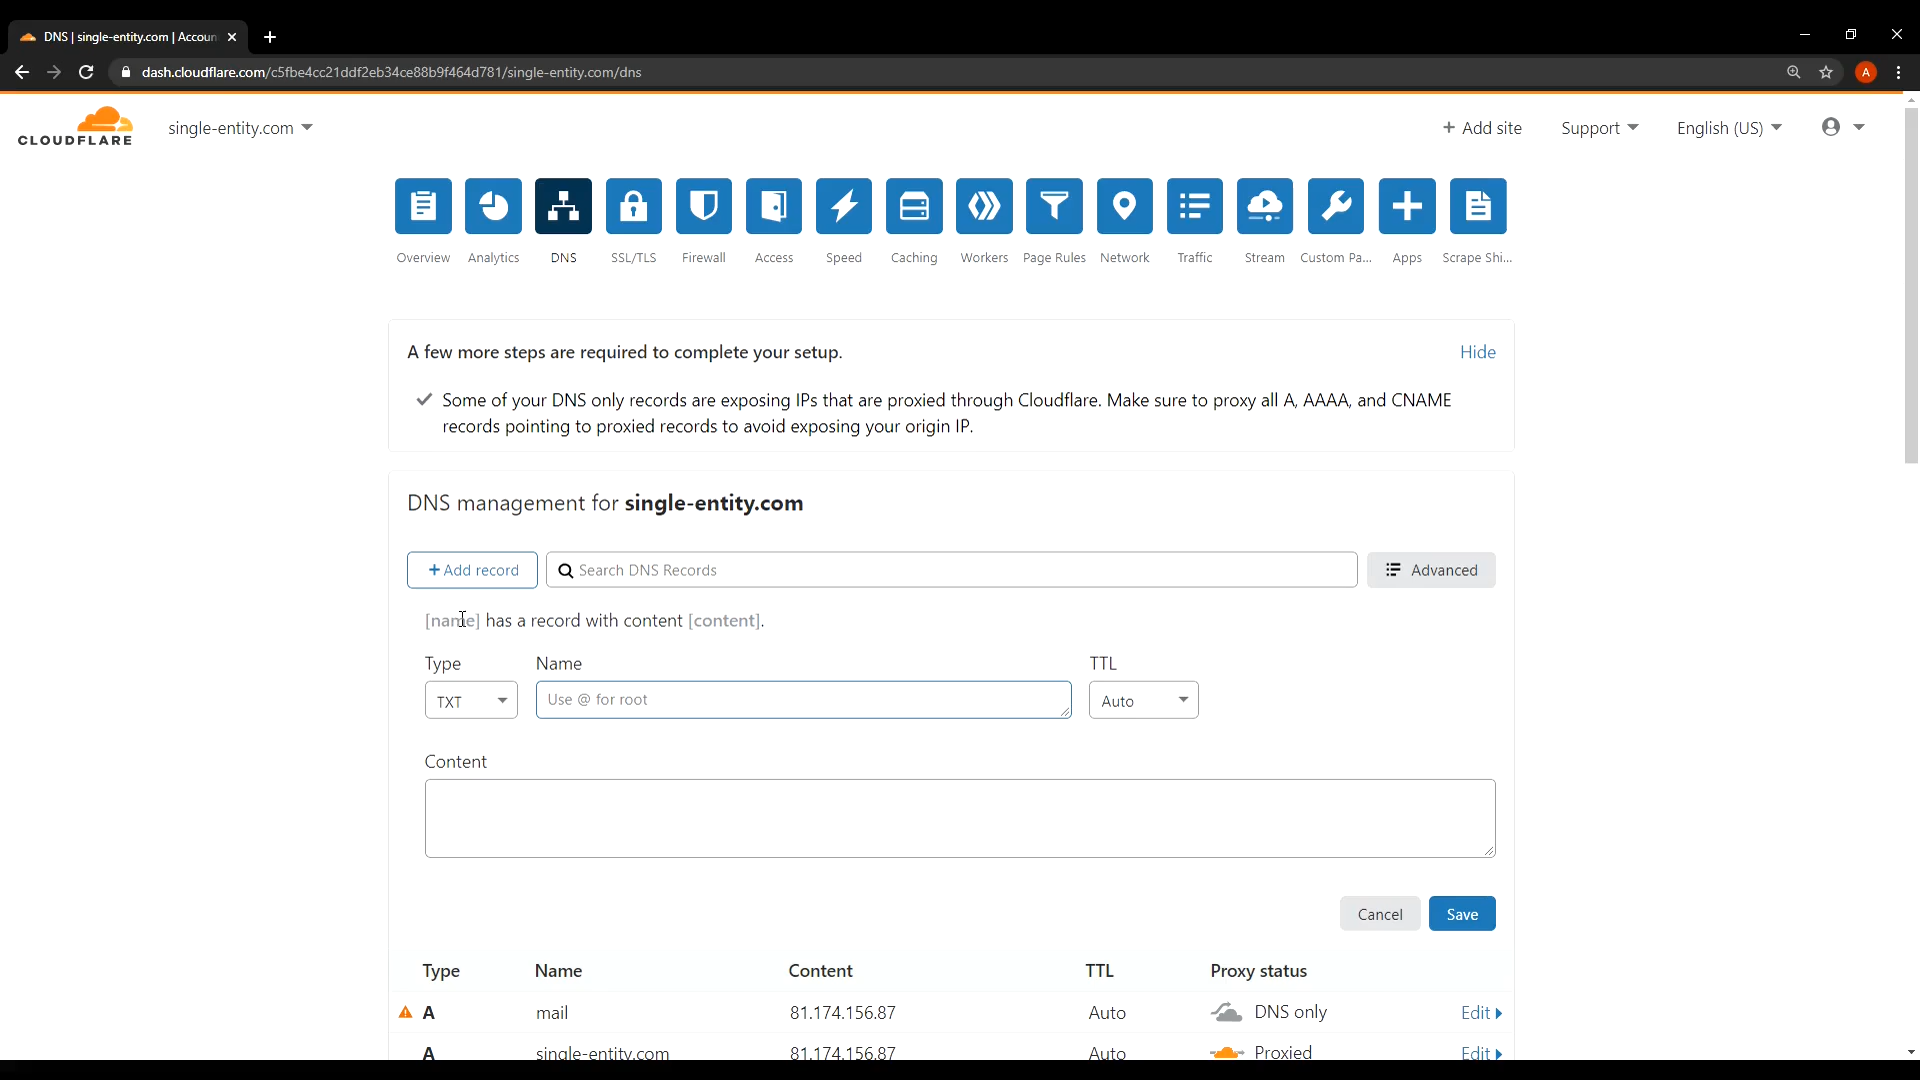 DNS | single-entity.com | Accoun
dash.cloudflare.com/c5fbe4cc21ddf2eb34ce88b9f464d781/single-entity.com/dns
A
CLOUDFLARE
single-entity.com
+ Add site
Support
English (US)
Overview
Analytics
DNS
SSL/TLS
Firewall
Access
Speed
Caching
Workers
Page Rules
Network
Traffic
Stream
Custom Pa...
Apps
Scrape Shi...
A few more steps are required to complete your setup.
Hide
Some of your DNS only records are exposing IPs that are proxied through Cloudflare. Make sure to proxy all A, AAAA, and CNAME
records pointing to proxied records to avoid exposing your origin IP.
DNS management for single-entity.com
+ Add record
Search DNS Records
Advanced
[name] has a record with content [content].
Type Name TTL
TXT Use @ for root Auto
Content
Cancel Save
Type Name Content TTL Proxy status
A mail 81.174.156.87 Auto DNS only Edit
A single-entity.com 81.174.156.87 Auto Proxied Edit